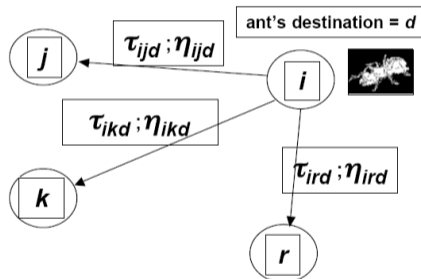 ant's destination = d
j
τijd ; ηijd
i
τikd ; ηikd
τird ; ηird
k
r